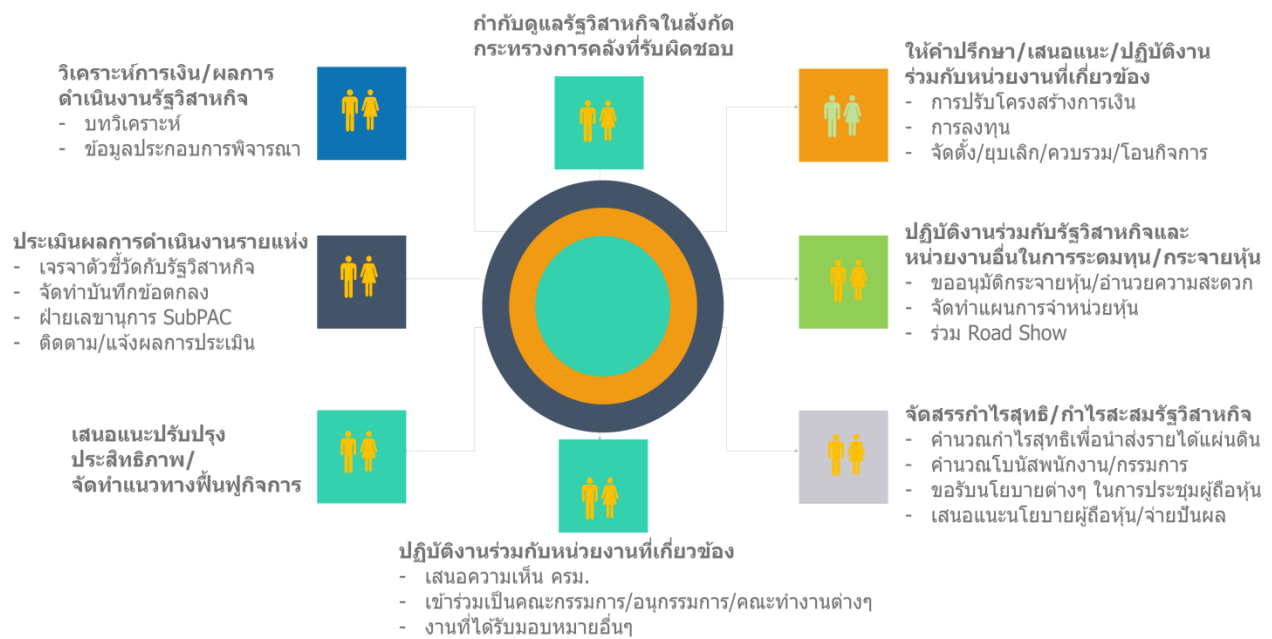 กำกับดูแลรัฐวิสาหกิจในสังกัด
กระทรวงการคลังที่รับผิดชอบ
วิเคราะห์การเงิน/ผลการ
ดำเนินงานรัฐวิสาหกิจ
- บทวิเคราะห์
- ข้อมูลประกอบการพิจารณา
ให้คำปรึกษา/เสนอแนะ/ปฏิบัติงาน
ร่วมกับหน่วยงานที่เกี่ยวข้อง
- การปรับโครงสร้างการเงิน
- การลงทุน
- จัดตั้ง/ยุบเลิก/ควบรวม/โอนกิจการ
ประเมินผลการดำเนินงานรายแห่ง
- เจรจาตัวชี้วัดกับรัฐวิสาหกิจ
- จัดทำบันทึกข้อตกลง
- ฝ่ายเลขานุการ SubPAC
- ติดตาม/แจ้งผลการประเมิน
ปฏิบัติงานร่วมกับรัฐวิสาหกิจและ
หน่วยงานอื่นในการระดมทุน/กระจายหุ้น
- ขออนุมัติกระจายหุ้น/อำนวยความสะดวก
- จัดทำแผนการจำหน่วยหุ้น
- ร่วม Road Show
เสนอแนะปรับปรุง
ประสิทธิภาพ/
จัดทำแนวทางฟื้นฟูกิจการ
จัดสรรกำไรสุทธิ/กำไรสะสมรัฐวิสาหกิจ
- คำนวณกำไรสุทธิเพื่อนำส่งรายได้แผ่นดิน
- คำนวณโบนัสพนักงาน/กรรมการ
- ขอรับนโยบายต่างๆ ในการประชุมผู้ถือหุ้น
- เสนอแนะนโยบายผู้ถือหุ้น/จ่ายปันผล
ปฏิบัติงานร่วมกับหน่วยงานที่เกี่ยวข้อง
- เสนอความเห็น ครม.
- เข้าร่วมเป็นคณะกรรมการ/อนุกรรมการ/คณะทำงานต่างๆ
- งานที่ได้รับมอบหมายอื่นๆ